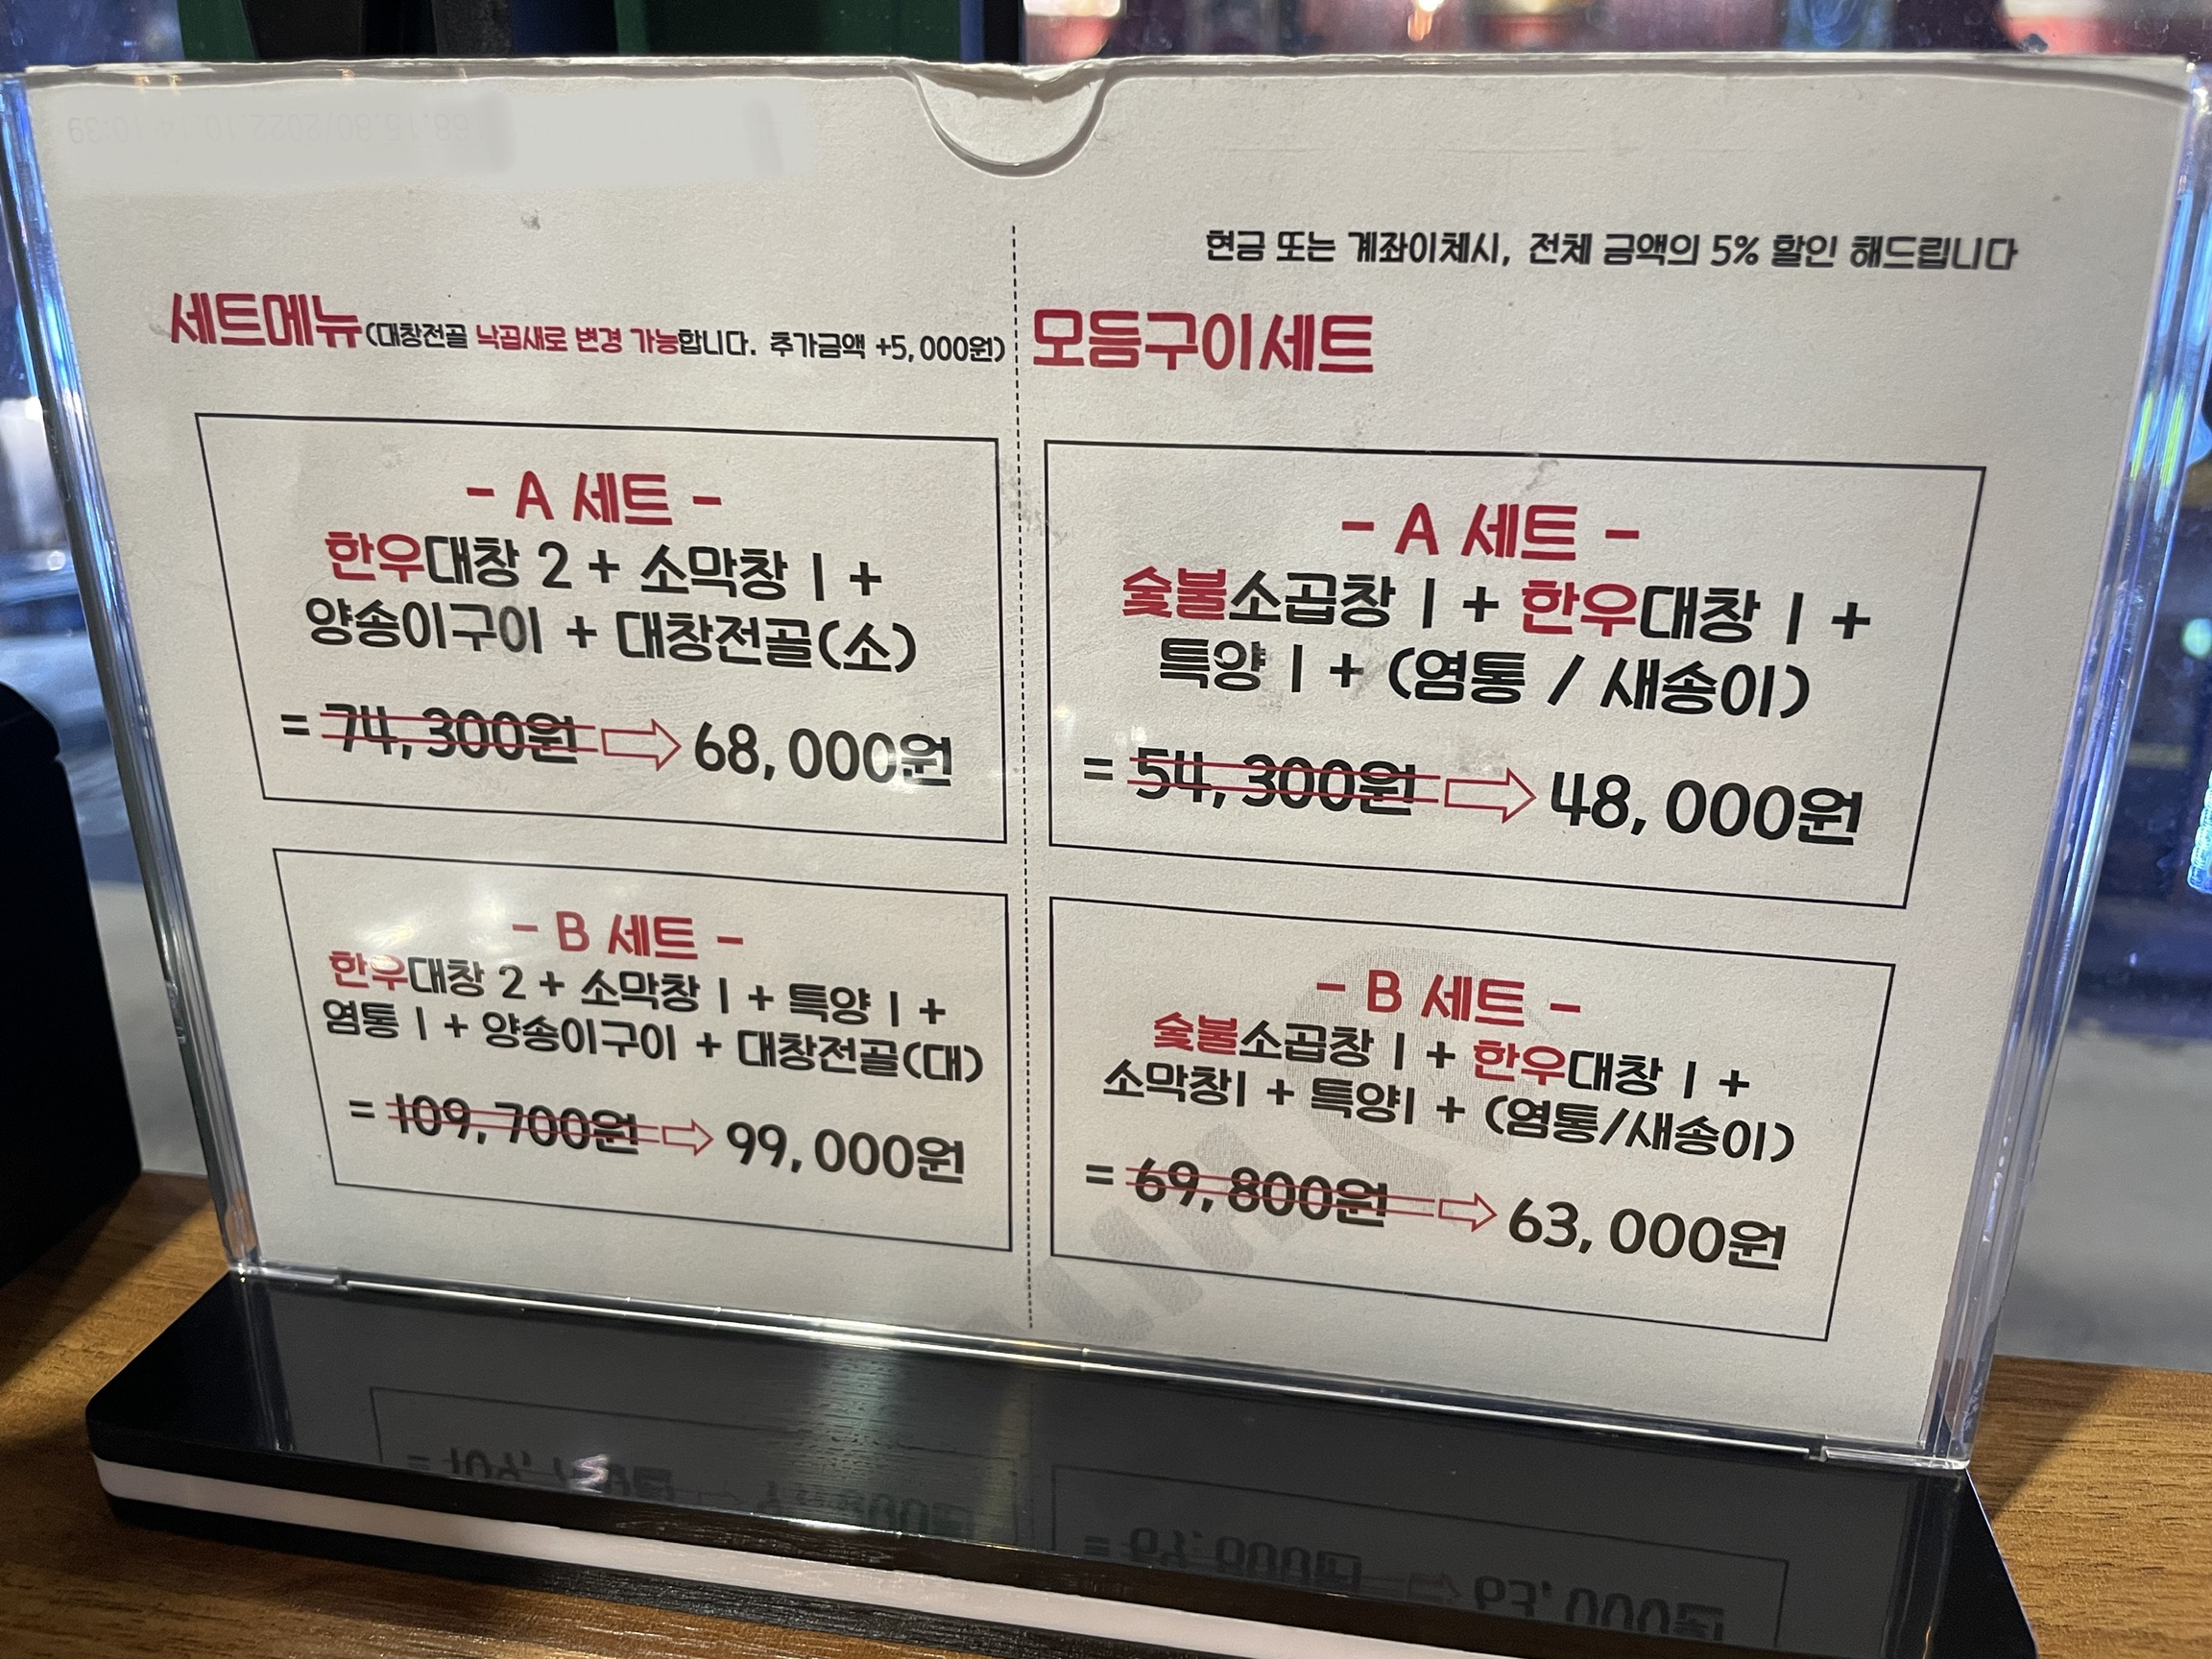 현금 또는 계좌이체시, 전체 금액의 5% 할인 해드립니다
세트메뉴(대창전골 낙곱새로 변경 가능합니다. 추가금액 +5,000원)
- A 세트 -
한우대창 2 + 소막창 1 +
양송이구이 + 대창전골(소)
= 74,300원 ⇨ 68,000원
- B 세트 -
한우대창 2 + 소막창 1 + 특양 1 +
염통 1 + 양송이구이 + 대창전골(대)
= 109,700원 ⇨ 99,000원
모듬구이세트
- A 세트 -
숯불소곱창 1 + 한우대창 1 +
특양 1 + (염통 / 새송이)
= 54,300원 ⇨ 48,000원
- B 세트 -
숯불소곱창 1 + 한우대창 1 +
소막창1 + 특양1 + (염통/새송이)
= 69,800원 ⇨ 63,000원